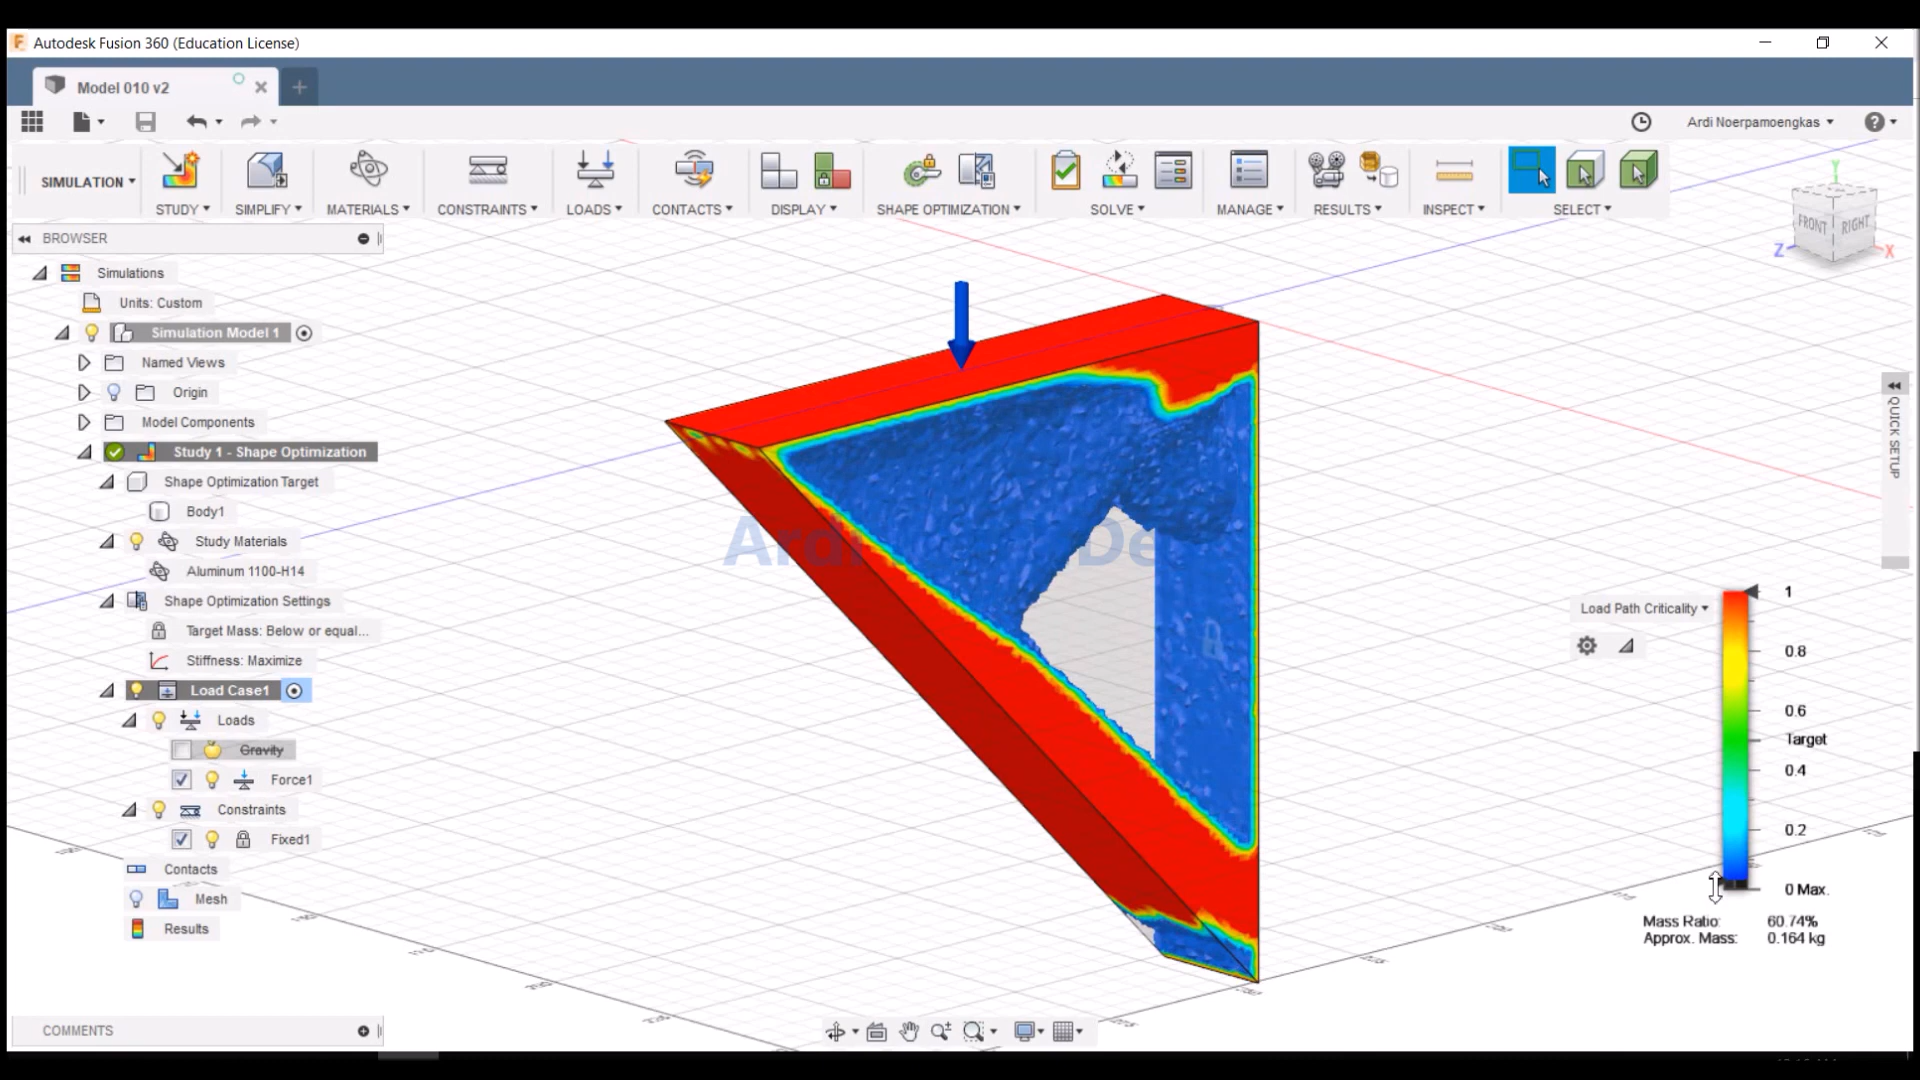 Autodesk Fusion 360 (Education License)
Model 010 v2
Ardi Noerpamoengkas
SIMULATION
STUDY
SIMPLIFY
MATERIALS
CONSTRAINTS
LOADS
CONTACTS
DISPLAY
SHAPE OPTIMIZATION
SOLVE
MANAGE
RESULTS
INSPECT
SELECT
Y
FRONT
RIGHT
Z
X
BROWSER
Simulations
Units: Custom
Simulation Model 1
Named Views
Origin
Model Components
Study 1 - Shape Optimization
Shape Optimization Target
Body1
Study Materials
Aluminum 1100-H14
Shape Optimization Settings
Target Mass: Below or equal...
Stiffness: Maximize
Load Case1
Loads
Gravity
Force1
Constraints
Fixed1
Contacts
Mesh
Results
COMMENTS
QUICK SETUP
Load Path Criticality
1
0.8
0.6
Target
0.4
0.2
0 Max.
Mass Ratio: 60.74%
Approx. Mass: 0.164 kg